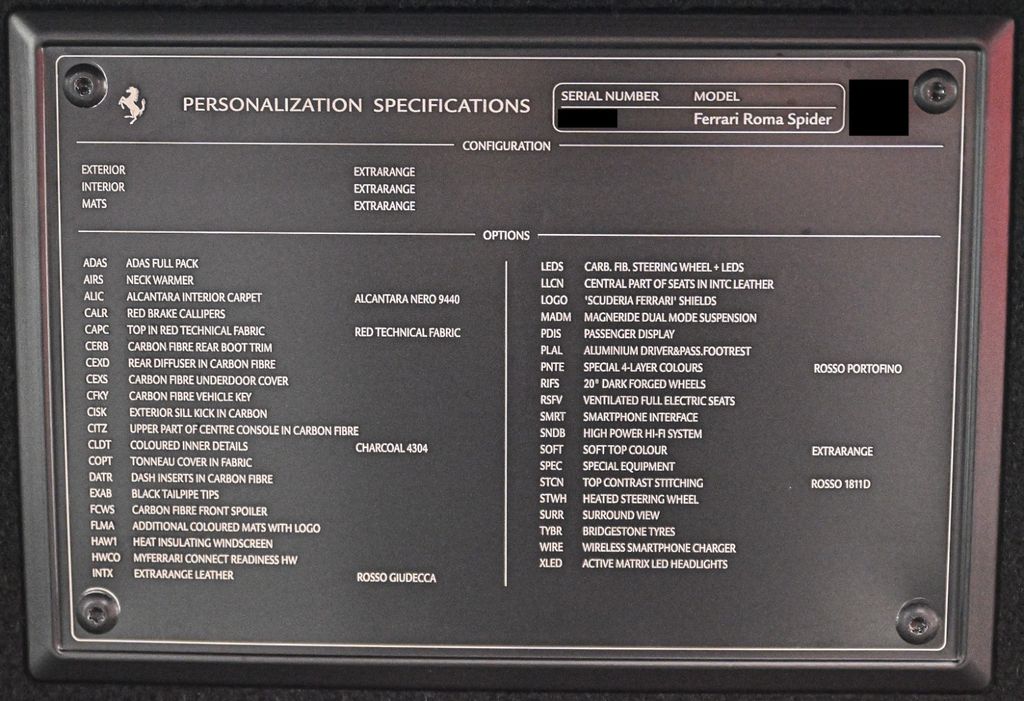 PERSONALIZATION SPECIFICATIONS
SERIAL NUMBER MODEL
Ferrari Roma Spider
CONFIGURATION
EXTERIOR EXTRARANGE
INTERIOR EXTRARANGE
MATS EXTRARANGE
OPTIONS
ADAS ADAS FULL PACK
AIRS NECK WARMER
ALIC ALCANTARA INTERIOR CARPET ALCANTARA NERO 9440
CALR RED BRAKE CALLIPERS
CAPC TOP IN RED TECHNICAL FABRIC RED TECHNICAL FABRIC
CERB CARBON FIBRE REAR BOOT TRIM
CEXD REAR DIFFUSER IN CARBON FIBRE
CEXS CARBON FIBRE UNDERDOOR COVER
CFKY CARBON FIBRE VEHICLE KEY
CISK EXTERIOR SILL KICK IN CARBON
CITZ UPPER PART OF CENTRE CONSOLE IN CARBON FIBRE
CLDT COLOURED INNER DETAILS CHARCOAL 4304
COPT TONNEAU COVER IN FABRIC
DATR DASH INSERTS IN CARBON FIBRE
EXAB BLACK TAILPIPE TIPS
FCWS CARBON FIBRE FRONT SPOILER
FLMA ADDITIONAL COLOURED MATS WITH LOGO
HAW1 HEAT INSULATING WINDSCREEN
HWCO MYFERRARI CONNECT READINESS HW
INTX EXTRARANGE LEATHER ROSSO GIUDECCA
LEDS CARB. FIB. STEERING WHEEL + LEDS
LLCN CENTRAL PART OF SEATS IN INTC LEATHER
LOGO 'SCUDERIA FERRARI' SHIELDS
MADM MAGNERIDE DUAL MODE SUSPENSION
PDIS PASSENGER DISPLAY
PLAL ALUMINIUM DRIVER&PASS.FOOTREST
PNTE SPECIAL 4-LAYER COLOURS ROSSO PORTOFINO
RIFS 20" DARK FORGED WHEELS
RSFV VENTILATED FULL ELECTRIC SEATS
SMRT SMARTPHONE INTERFACE
SNDB HIGH POWER HI-FI SYSTEM
SOFT SOFT TOP COLOUR EXTRARANGE
SPEC SPECIAL EQUIPMENT
STCN TOP CONTRAST STITCHING ROSSO 1811D
STWH HEATED STEERING WHEEL
SURR SURROUND VIEW
TYBR BRIDGESTONE TYRES
WIRE WIRELESS SMARTPHONE CHARGER
XLED ACTIVE MATRIX LED HEADLIGHTS